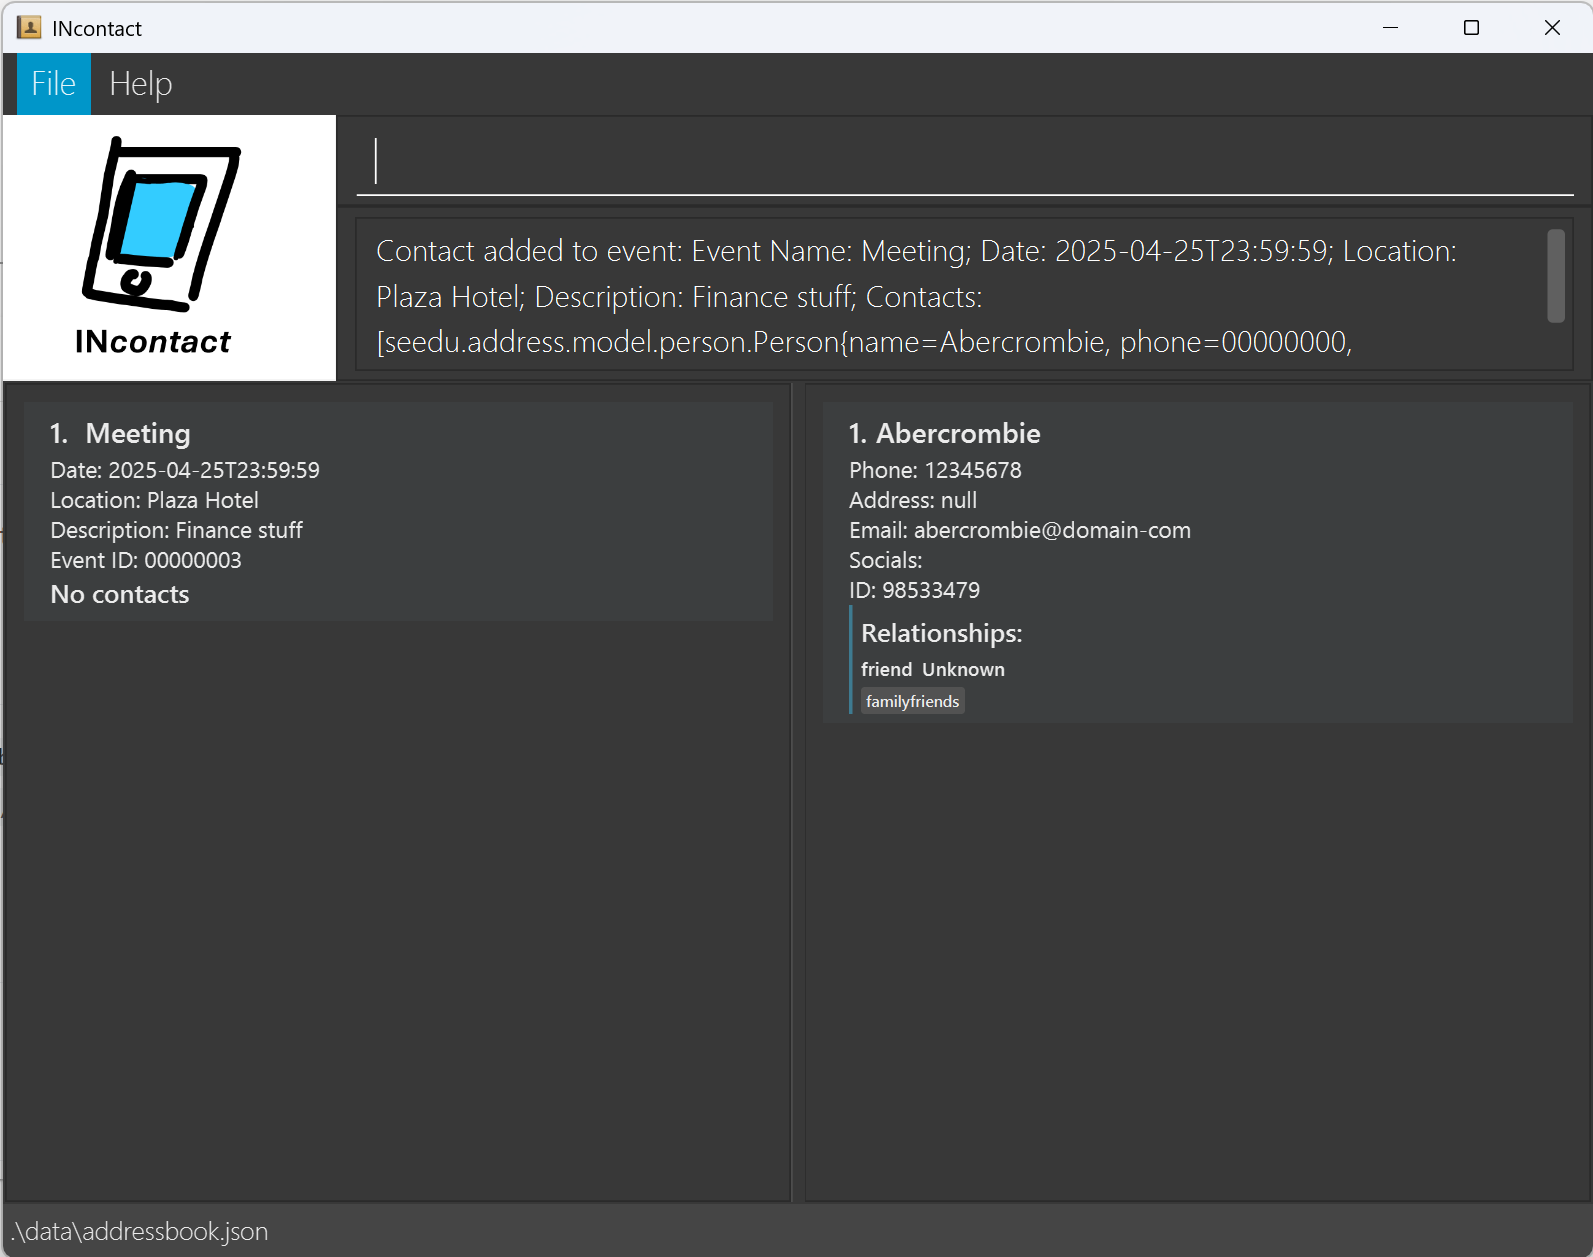 INcontact
File Help
INcontact
Contact added to event: Event Name: Meeting; Date: 2025-04-25T23:59:59; Location:
Plaza Hotel; Description: Finance stuff; Contacts:
[seedu.address.model.person.Person{name=Abercrombie, phone=00000000,
1. Meeting
Date: 2025-04-25T23:59:59
Location: Plaza Hotel
Description: Finance stuff
Event ID: 00000003
No contacts
1. Abercrombie
Phone: 12345678
Address: null
Email: abercrombie@domain-com
Socials:
ID: 98533479
Relationships:
friend Unknown
familyfriends
.\data\addressbook.json